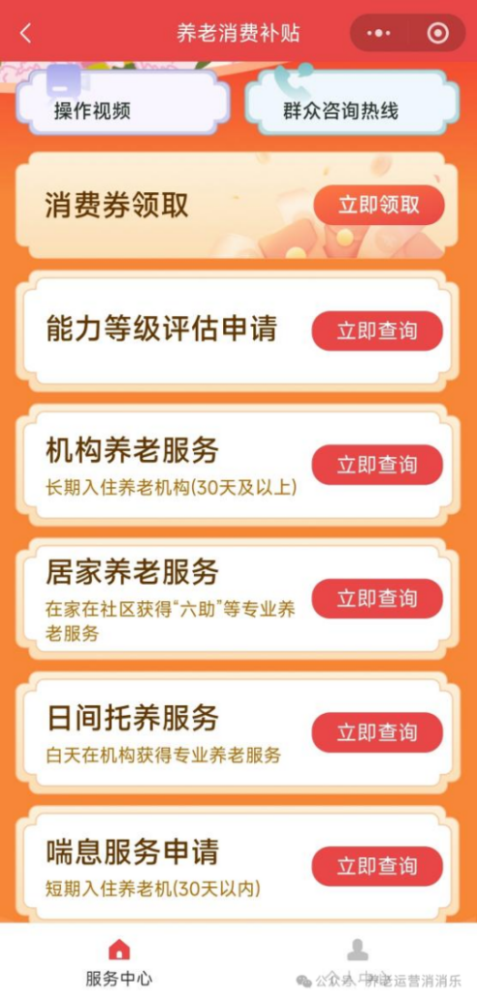 养老消费补贴
操作视频
群众咨询热线
消费券领取
立即领取
能力等级评估申请
立即查询
机构养老服务
长期入住养老机构(30天及以上)
立即查询
居家养老服务
在家在社区获得“六助”等专业养
老服务
立即查询
日间托养服务
白天在机构获得专业养老服务
立即查询
喘息服务申请
短期入住养老机(30天以内)
立即查询
服务中心
个人中心
公众号 养老运营消消乐